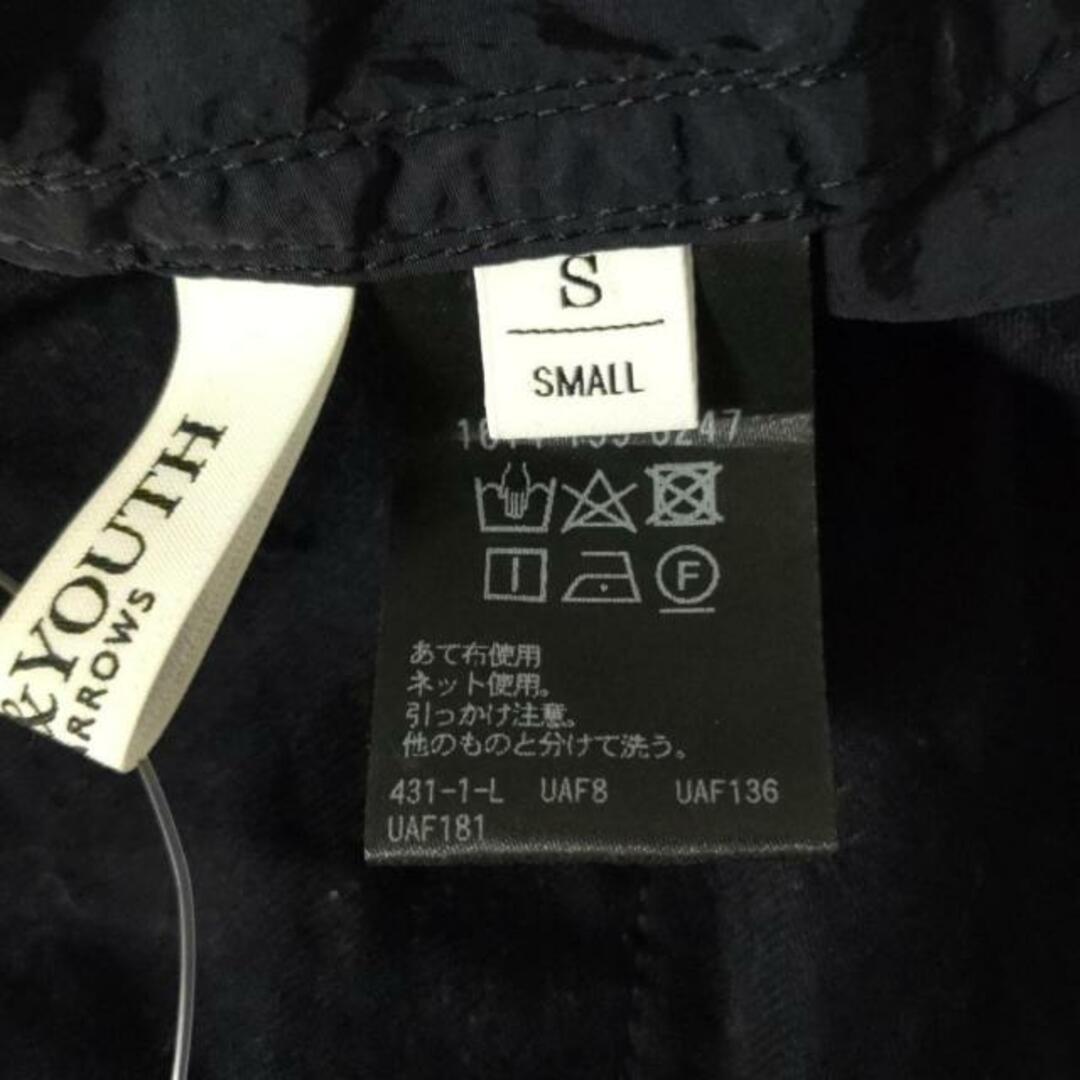 &YOUTH
ARROWS
S
SMALL
F
あて布使用
ネット使用。
引っかけ注意。
他のものと分けて洗う。
431-1-L UAF8 UAF136
UAF181